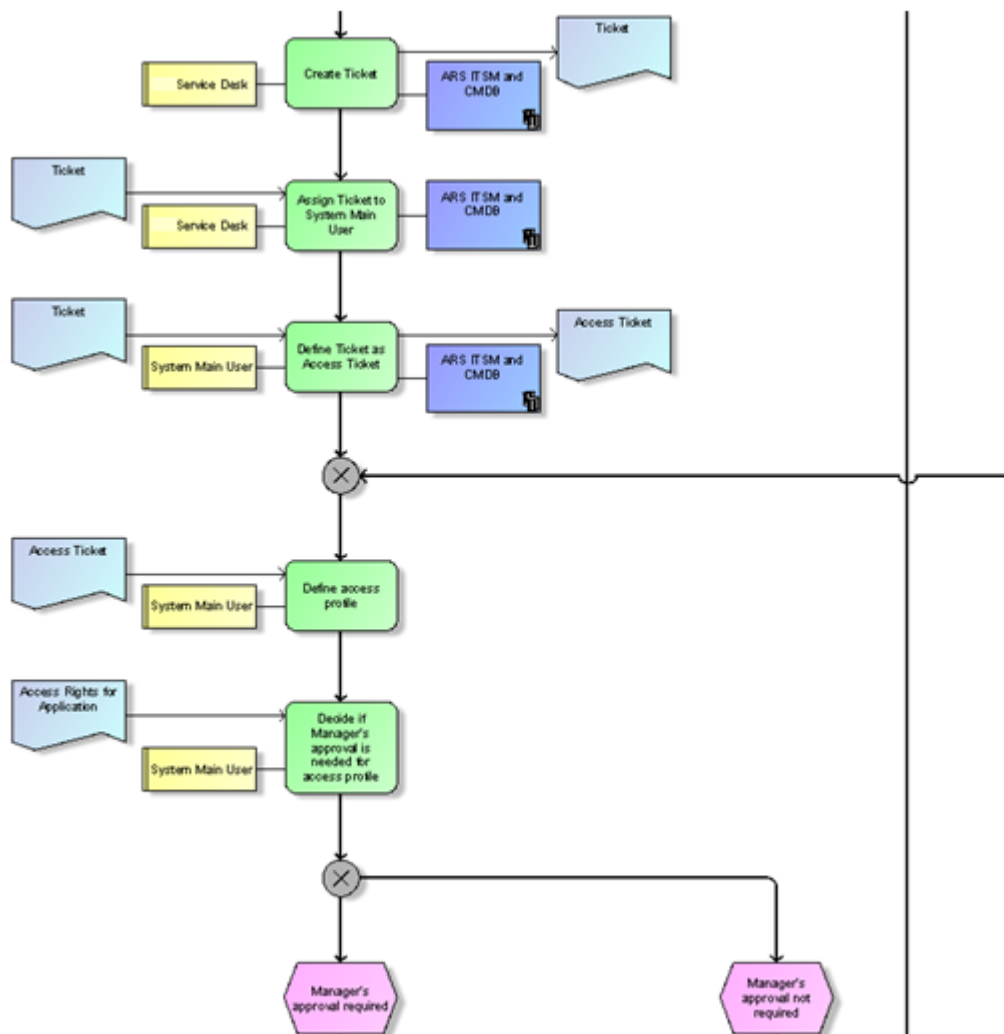 Ticket
Create Ticket
Service Desk
ARS ITSM and
CMDB
Ticket
Assign Ticket to
System Main
User
Service Desk
ARS ITSM and
CMDB
Ticket
Define Ticket as
Access Ticket
System Main User
Access Ticket
ARS ITSM and
CMDB
Access Ticket
Define access
profile
System Main User
Access Rights for
Application
Decide if
Manager's
approval is
needed for
access profile
System Main User
Manager's
approval required
Manager's
approval not
required